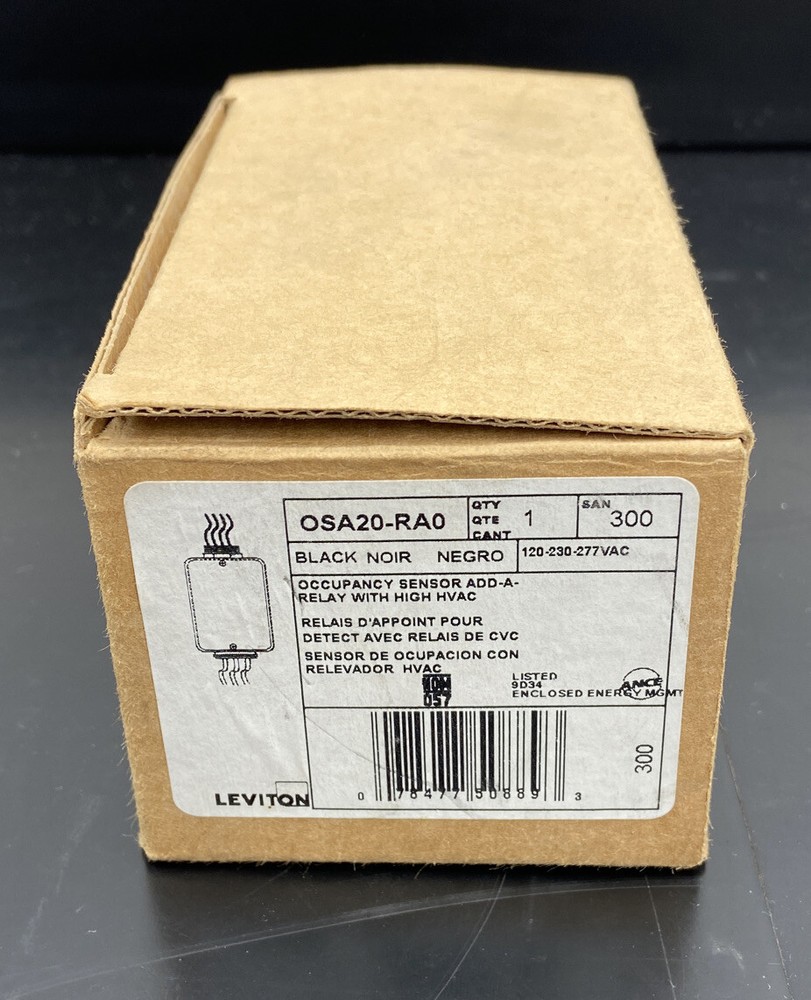 OSA20-RA0
QTY
QTE
CANT
1
SAN
300
BLACK NOIR NEGRO
120-230-277VAC
OCCUPANCY SENSOR ADD-A-
RELAY WITH HIGH HVAC
RELAIS D'APPOINT POUR
DETECT AVEC RELAIS DE CVC
SENSOR DE OCUPACION CON
RELEVADOR HVAC
NOM
057
LISTED
9D34
ENCLOSED ENERGY MGMT
ANCE
LEVITON
0 78477 50889 3
300